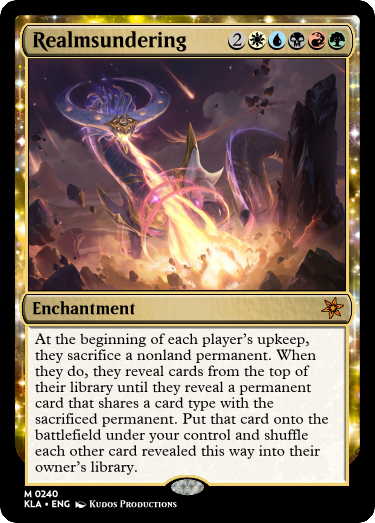 Realmsundering 2
Enchantment
At the beginning of each player's upkeep,
they sacrifice a nonland permanent. When
they do, they reveal cards from the top of
their library until they reveal a permanent
card that shares a card type with the
sacrificed permanent. Put that card onto the
battlefield under your control and shuffle
each other card revealed this way into their
owner's library.
M 0240
KLA • ENG Kudos Productions